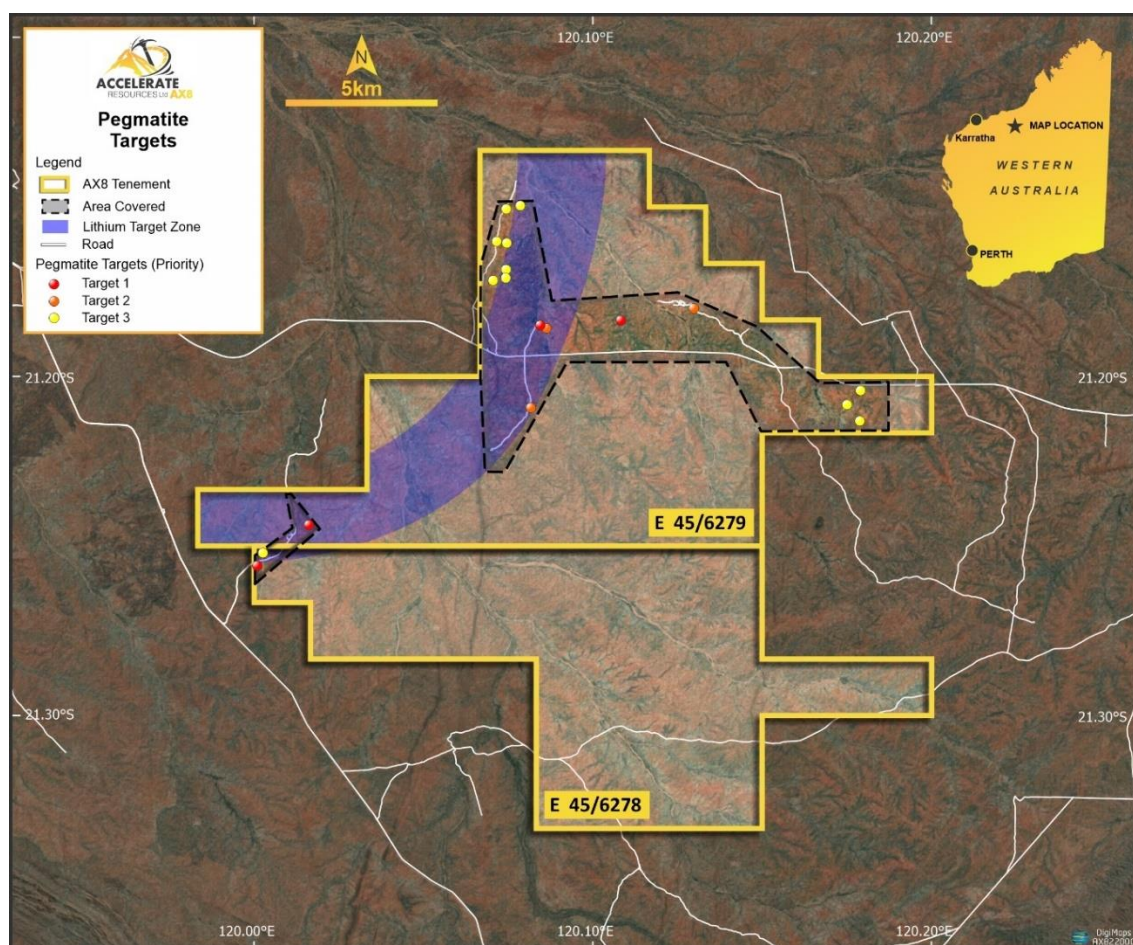 ACCELERATE
RESOURCES Ltd AX8
Pegmatite
Targets
Legend
AX8 Tenement
Area Covered
Lithium Target Zone
Road
Pegmatite Targets (Priority)
Target 1
Target 2
Target 3
N
5km
120.10°E
120.20°E
Karratha
MAP LOCATION
WESTERN
AUSTRALIA
PERTH
21.20°S
21.20°S
E 45/6279
21.30°S
21.30°S
E 45/6278
120.00°E
120.10°E
120.20°E
DigiMaps